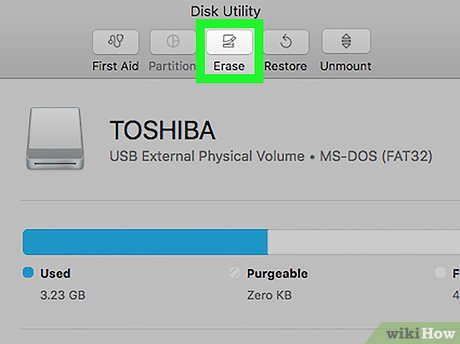 Disk Utility
First Aid Partition Erase Restore Unmount
TOSHIBA
USB External Physical Volume • MS-DOS (FAT32)
Used Purgeable F
3.23 GB Zero KB 4
wikiHow